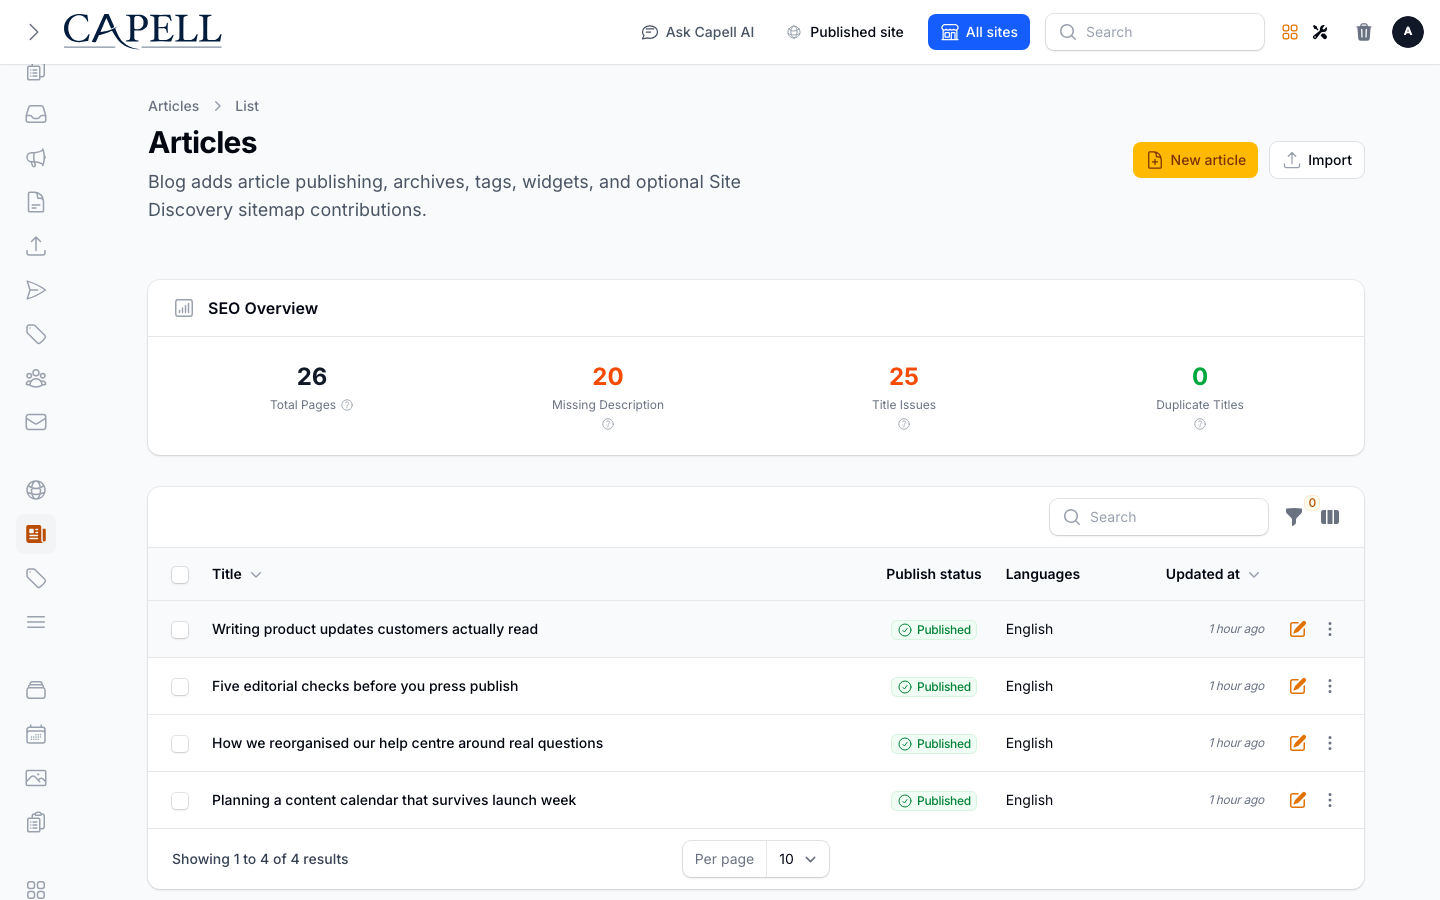 CAPELL
Ask Capell AI
Published site
All sites
Search
A
Articles
List
Articles
New article
Import
Blog adds article publishing, archives, tags, widgets, and optional Site
Discovery sitemap contributions.
SEO Overview
26
Total Pages
20
Missing Description
25
Title Issues
0
Duplicate Titles
Search
0
Title
Publish status
Languages
Updated at
Writing product updates customers actually read
Published
English
1 hour ago
Five editorial checks before you press publish
Published
English
1 hour ago
How we reorganised our help centre around real questions
Published
English
1 hour ago
Planning a content calendar that survives launch week
Published
English
1 hour ago
Showing 1 to 4 of 4 results
Per page
10